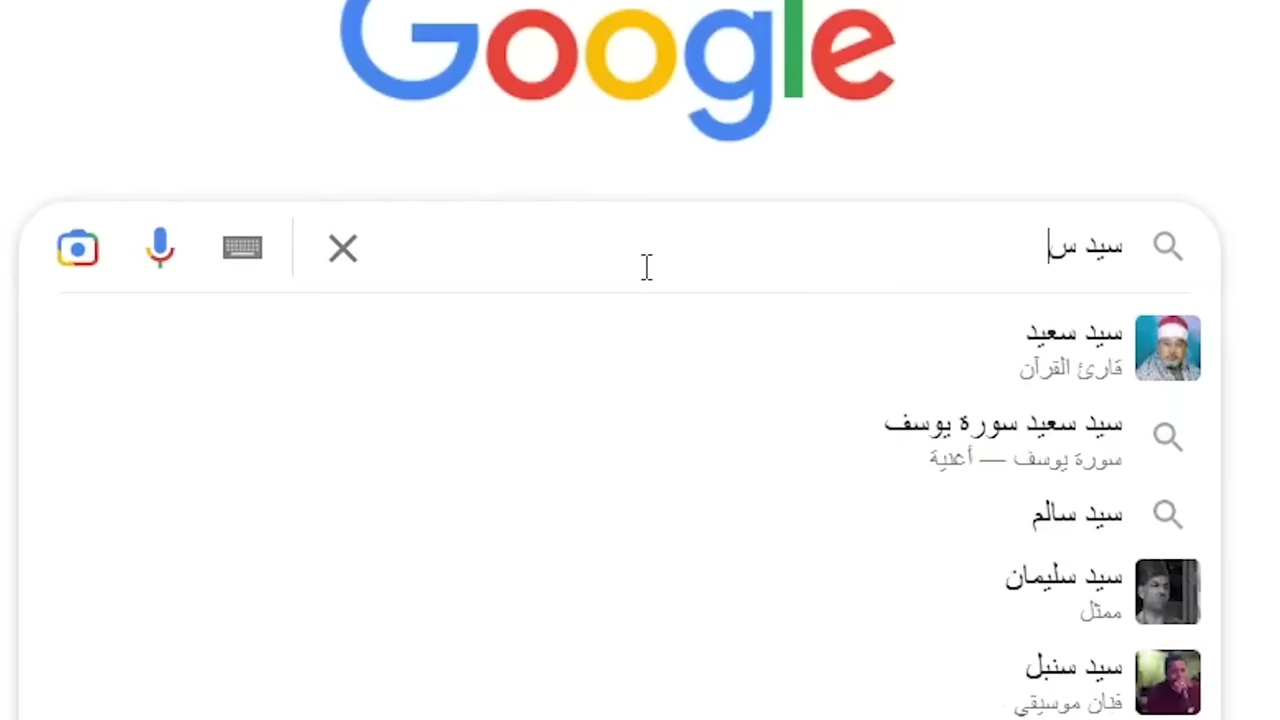 Google
سيد س
سيد سعيد
قارئ القرآن
سيد سعيد سورة يوسف
سورة يوسف — أغنية
سيد سالم
سيد سليمان
ممثل
سيد سنبل
فنان موسيقي